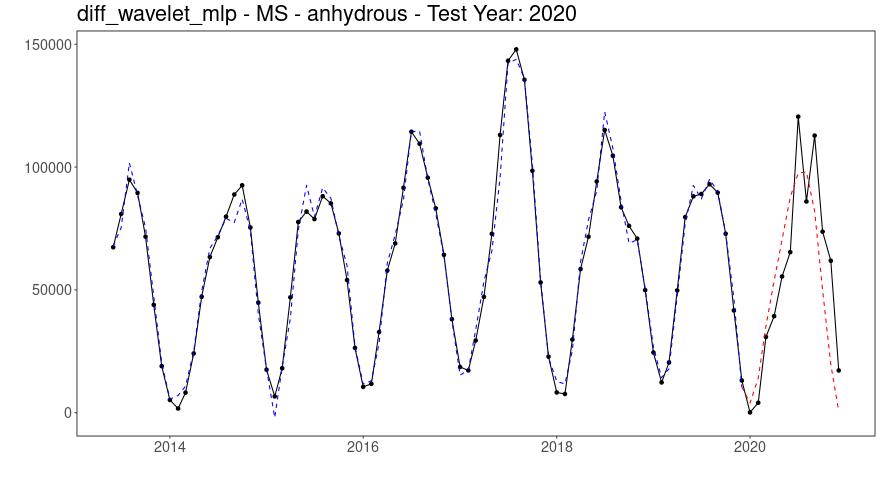 diff_wavelet_mlp - MS - anhydrous - Test Year: 2020
150000
100000
50000
0
2014 2016 2018 2020